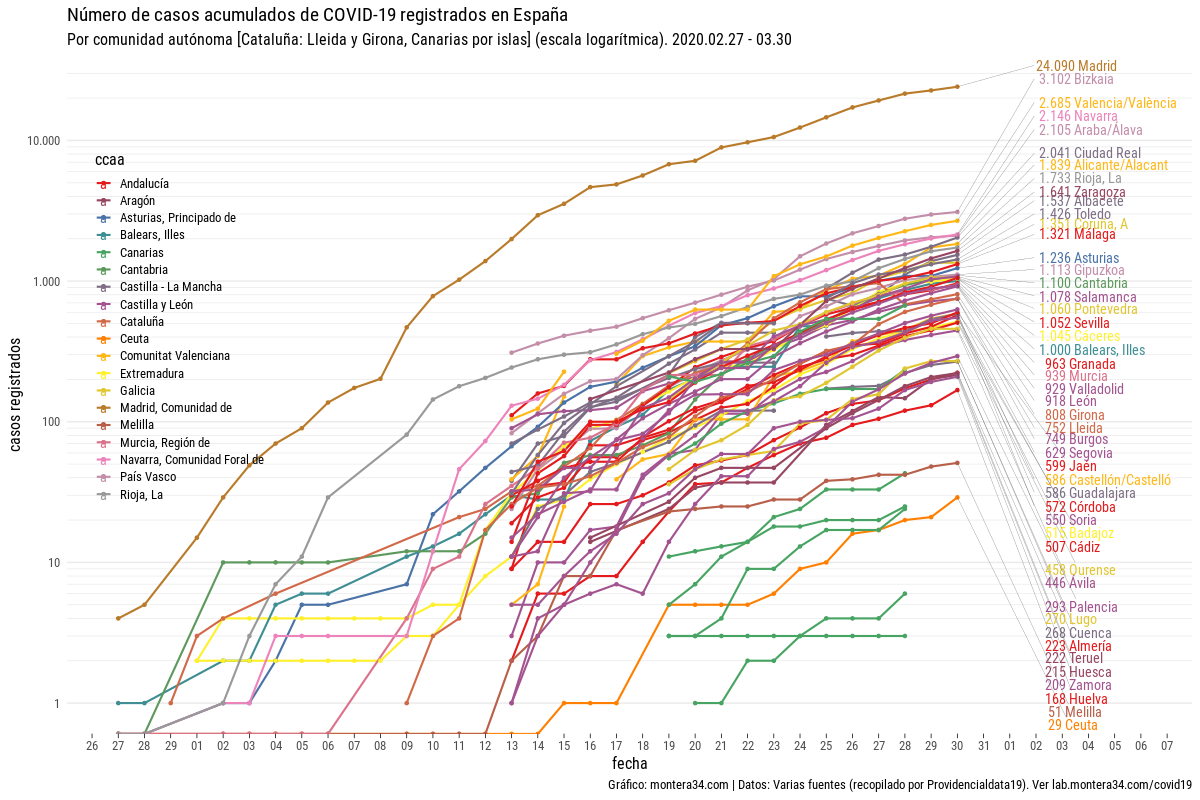 Número de casos acumulados de COVID-19 registrados en España
Por comunidad autónoma [Cataluña: Lleida y Girona, Canarias por islas] (escala logarítmica). 2020.02.27 - 03.30
casos registrados
10.000
1.000
100
10
1
ccaa
Andalucía
Aragón
Asturias, Principado de
Balears, Illes
Canarias
Cantabria
Castilla - La Mancha
Castilla y León
Cataluña
Ceuta
Comunitat Valenciana
Extremadura
Galicia
Madrid, Comunidad de
Melilla
Murcia, Región de
Navarra, Comunidad Foral de
País Vasco
Rioja, La
24.090 Madrid
3.102 Bizkaia
2.685 Valencia/València
2.146 Navarra
2.105 Araba/Álava
2.041 Ciudad Real
1.839 Alicante/Alacant
1.733 Rioja, La
1.641 Zaragoza
1.537 Albacete
1.426 Toledo
1.351 Coruña, A
1.321 Málaga
1.236 Asturias
1.113 Gipuzkoa
1.100 Cantabria
1.078 Salamanca
1.060 Pontevedra
1.052 Sevilla
1.045 Cáceres
1.000 Balears, Illes
963 Granada
939 Murcia
929 Valladolid
918 León
808 Girona
752 Lleida
749 Burgos
629 Segovia
599 Jaén
586 Castellón/Castelló
586 Guadalajara
572 Córdoba
550 Soria
Badajoz
507 Cádiz
458 Ourense
446 Ávila
293 Palencia
270 Lugo
268 Cuenca
223 Almería
222 Teruel
215 Huesca
209 Zamora
168 Huelva
51 Melilla
29 Ceuta
26 27 28 29 01 02 03 04 05 06 07 08 09 10 11 12 13 14 15 16 17 18 19 20 21 22 23 24 25 26 27 28 29 30 31 01 02 03 04 05 06 07
fecha
Gráfico: montera34.com | Datos: Varias fuentes (recopilado por Providencialdata19). Ver lab.montera34.com/covid19